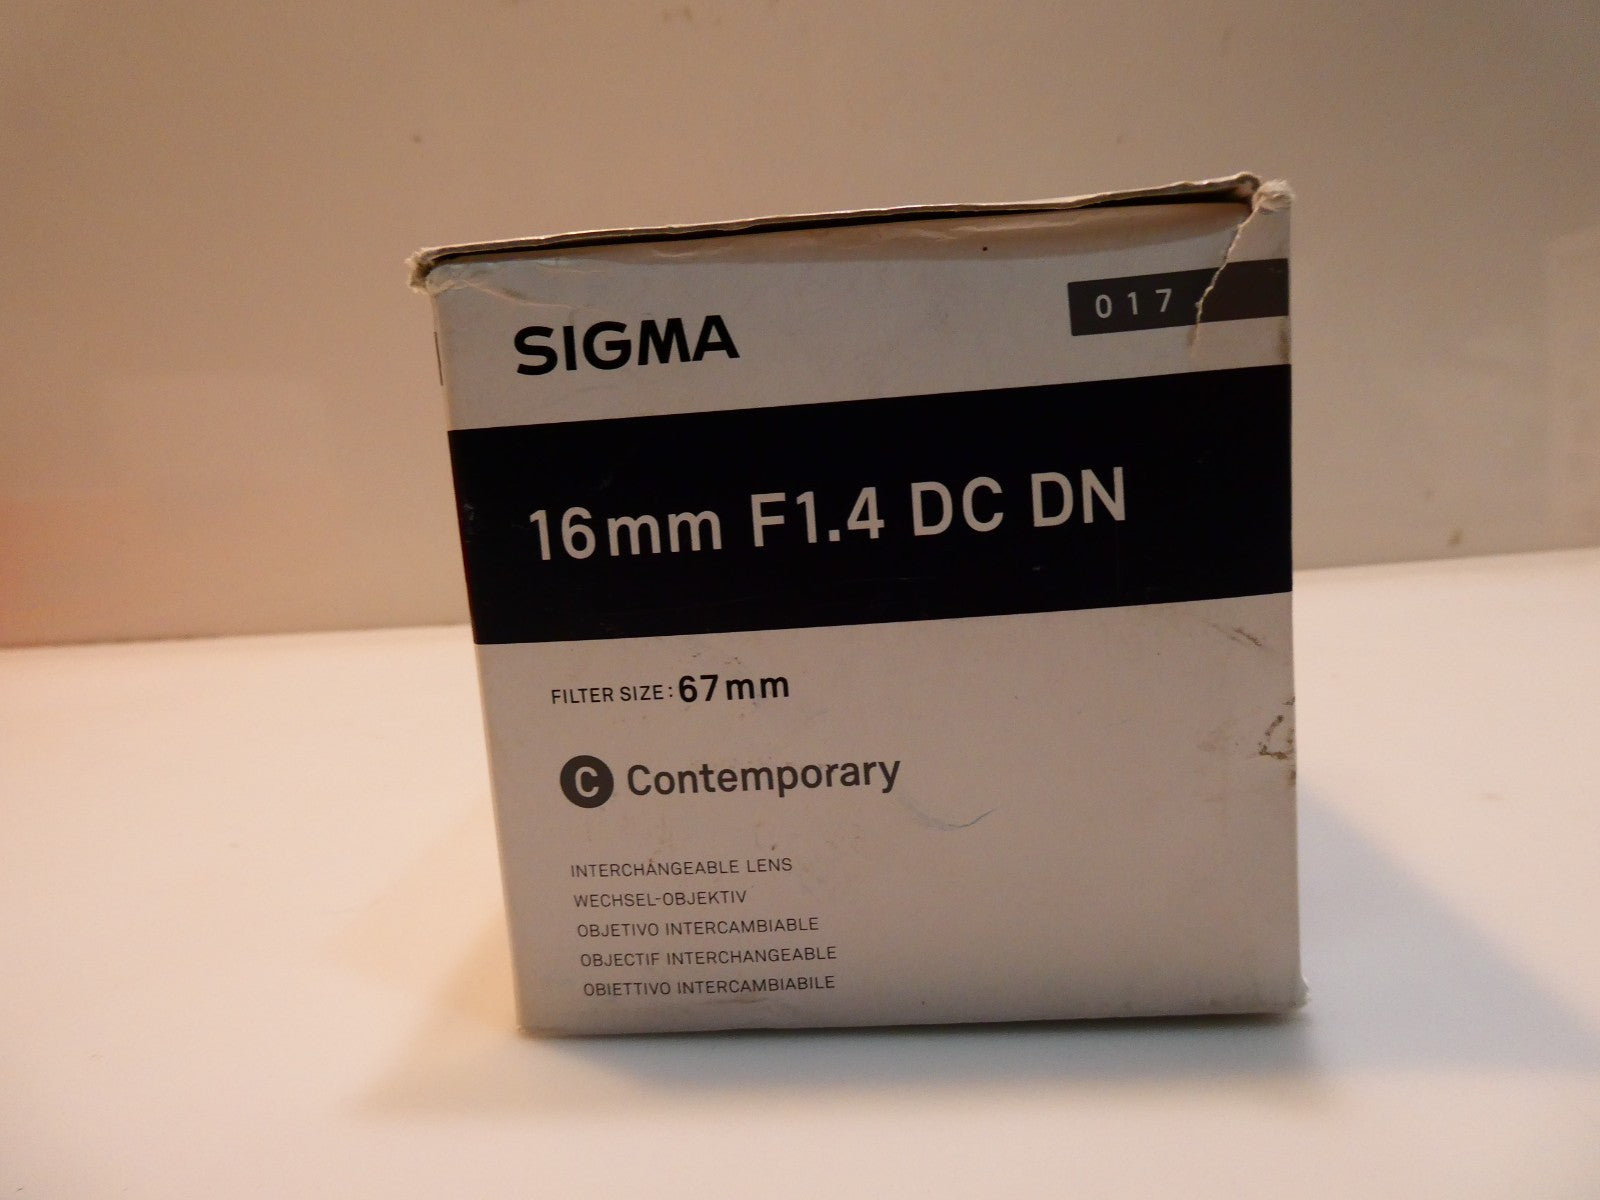 SIGMA
017
16mm F1.4 DC DN
FILTER SIZE: 67mm
C Contemporary
INTERCHANGEABLE LENS
WECHSEL-OBJEKTIV
OBJETIVO INTERCAMBIABLE
OBJECTIF INTERCHANGEABLE
OBIETTIVO INTERCAMBIABILE